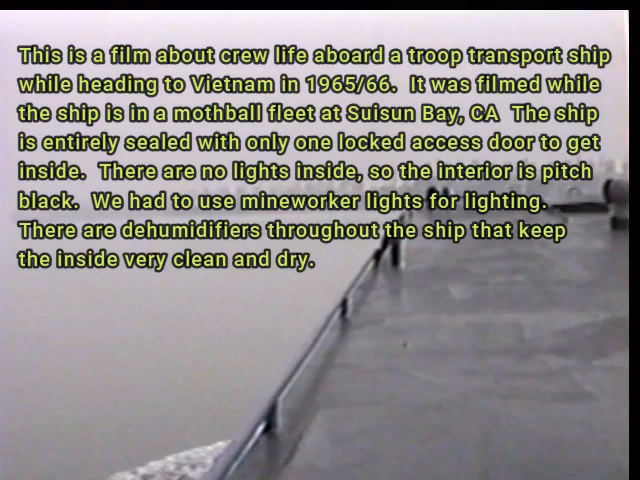 This is a film about crew life aboard a troop transport ship
while heading to Vietnam in 1965/66.  It was filmed while
the ship is in a mothball fleet at Suisun Bay, CA  The ship
is entirely sealed with only one locked access door to get
inside.  There are no lights inside, so the interior is pitch
black.  We had to use mineworker lights for lighting.
There are dehumidifiers throughout the ship that keep
the inside very clean and dry.